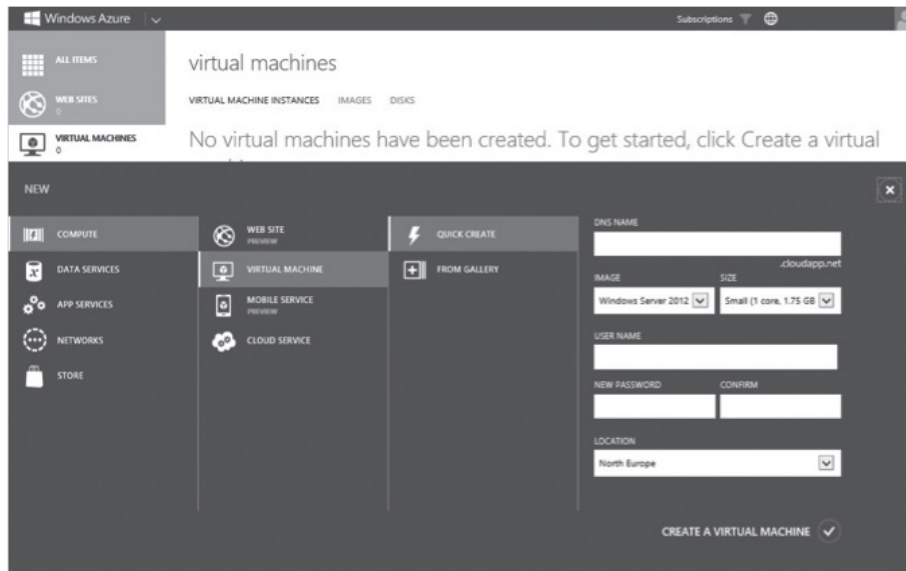 Windows Azure
Subscriptions
ALL ITEMS
WEB SITES
0
VIRTUAL MACHINES
0
virtual machines
VIRTUAL MACHINE INSTANCES IMAGES DISKS
No virtual machines have been created. To get started, click Create a virtual
NEW
COMPUTE
DATA SERVICES
APP SERVICES
NETWORKS
STORE
WEB SITE
PREVIEW
VIRTUAL MACHINE
MOBILE SERVICE
PREVIEW
CLOUD SERVICE
QUICK CREATE
FROM GALLERY
DNS NAME
.cloudapp.net
IMAGE SIZE
Windows Server 2012 Small (1 core, 1.75 GB
USER NAME
NEW PASSWORD CONFIRM
LOCATION
North Europe
CREATE A VIRTUAL MACHINE